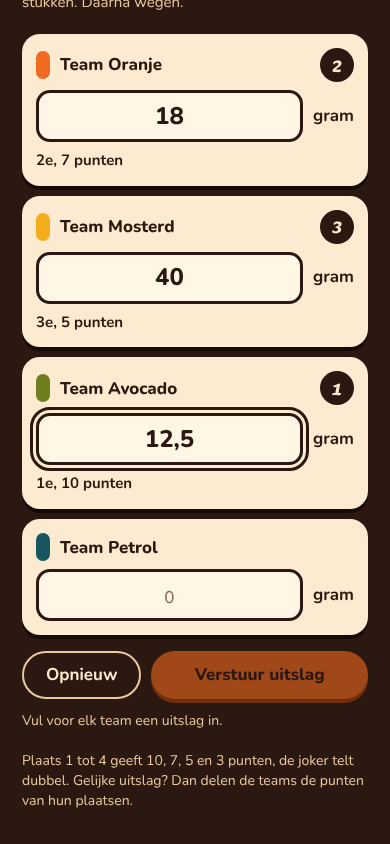 stukken. Daarna wegen.
Team Oranje
2
18
gram
2e, 7 punten
Team Mosterd
3
40
gram
3e, 5 punten
Team Avocado
1
12,5
gram
1e, 10 punten
Team Petrol
0
gram
Opnieuw
Verstuur uitslag
Vul voor elk team een uitslag in.
Plaats 1 tot 4 geeft 10, 7, 5 en 3 punten, de joker telt
dubbel. Gelijke uitslag? Dan delen de teams de punten
van hun plaatsen.